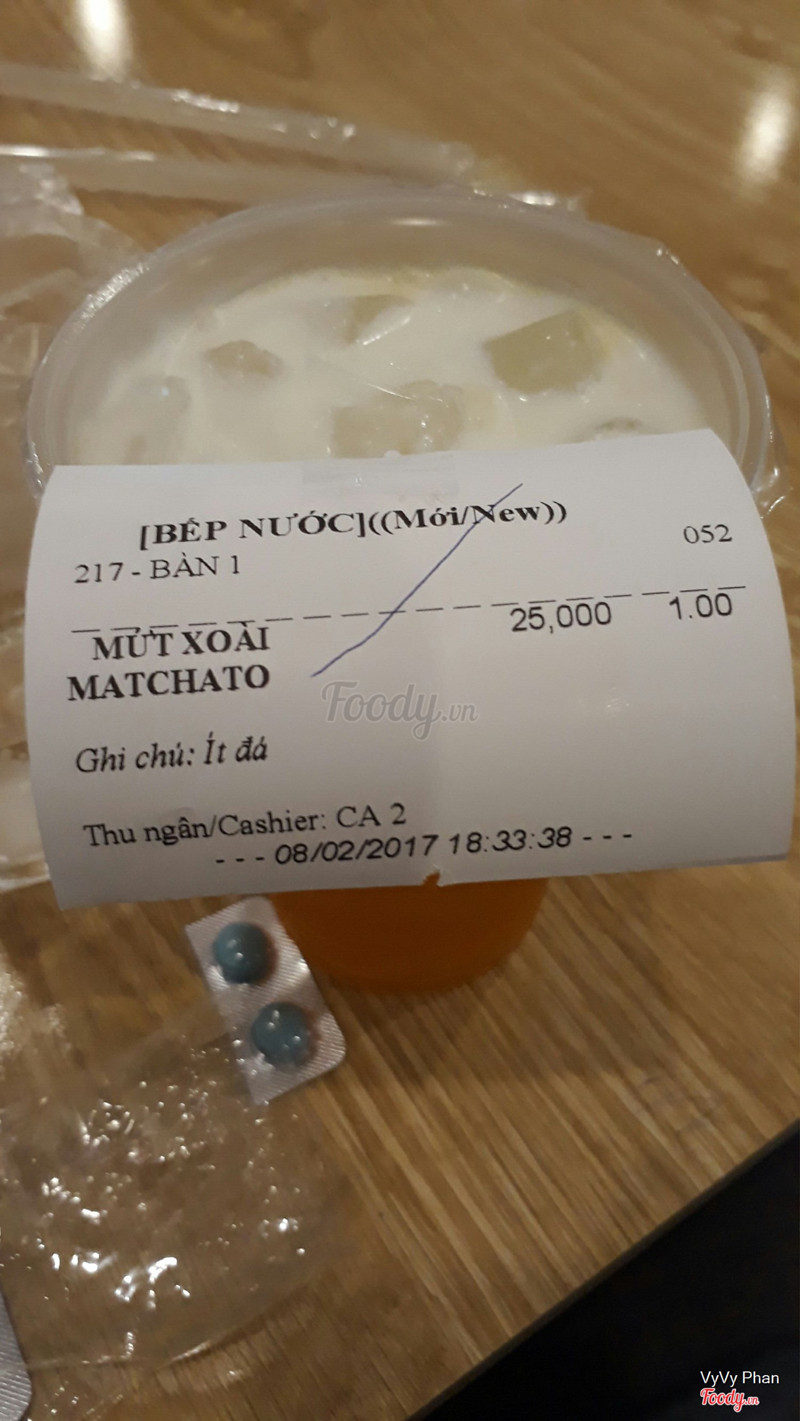 [BẾP NƯỚC]((Mới/New))
217 - BÀN 1 052
MỨT XOÀI 25,000 1.00
MATCHATO
Foody.vn
Ghi chú: Ít đá
Thu ngân/Cashier: CA 2
- - - 08/02/2017 18:33:38 - - -
VyVy Phan
Foody.vn